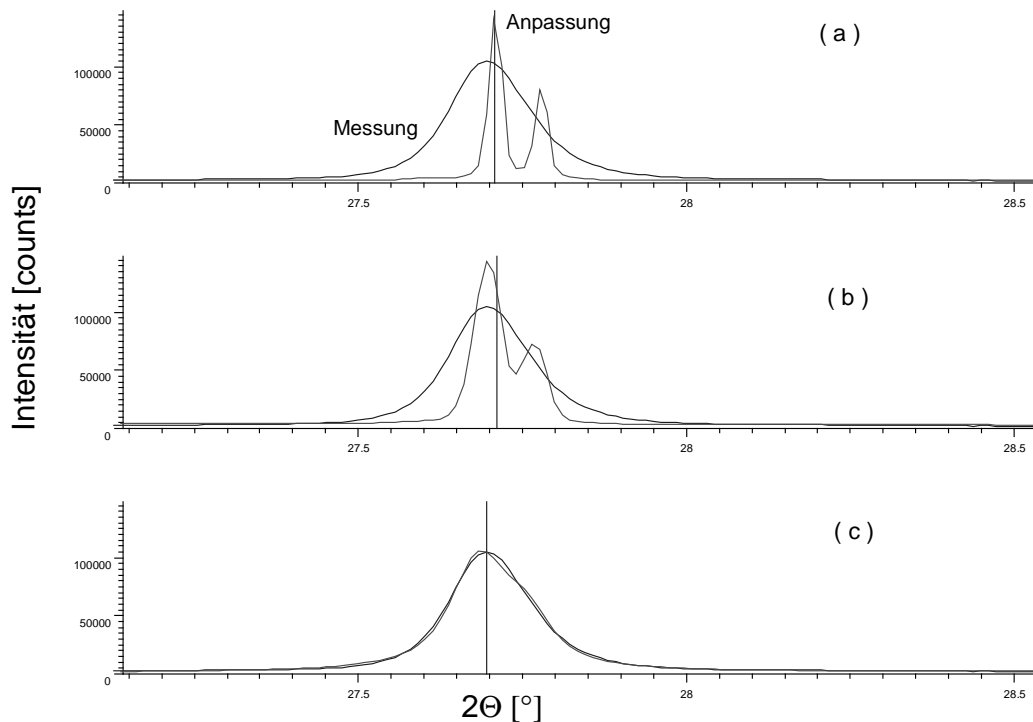 Anpassung
( a )
100000
Messung
50000
0
27.5
28
28.5
Intensität [counts]
( b )
100000
50000
0
27.5
28
28.5
( c )
100000
50000
0
27.5
28
28.5
2Θ [°]